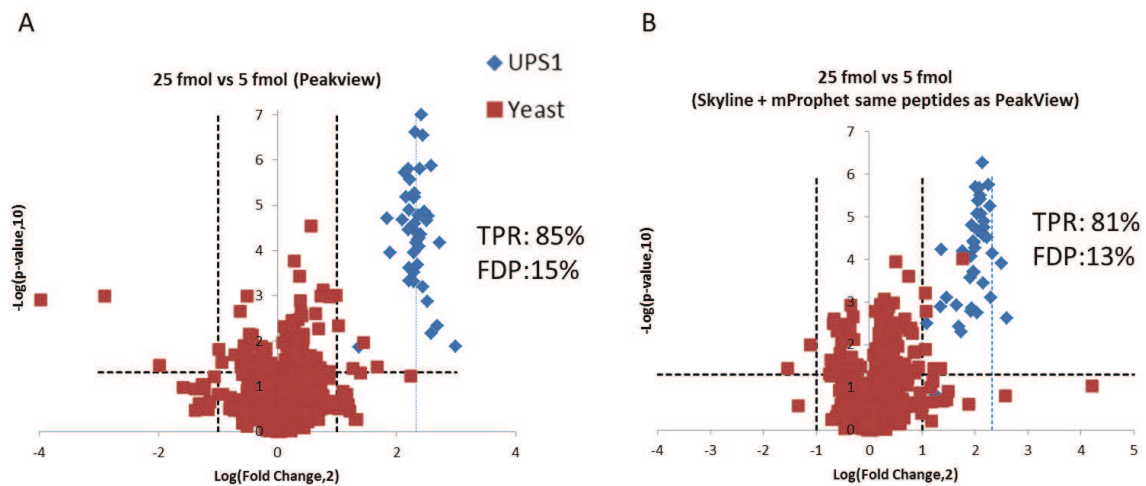 A
25 fmol vs 5 fmol (Peakview)
UPS1
Yeast
7
6
5
4
3
2
1
0
-4
-2
0
2
4
-Log(p-value,10)
Log(Fold Change,2)
TPR: 85%
FDP:15%
B
25 fmol vs 5 fmol
(Skyline + mProphet same peptides as PeakView)
7
6
5
4
3
2
1
0
-4
-3
-2
-1
0
1
2
3
4
5
-Log(p-value,10)
Log(Fold Change,2)
TPR: 81%
FDP:13%